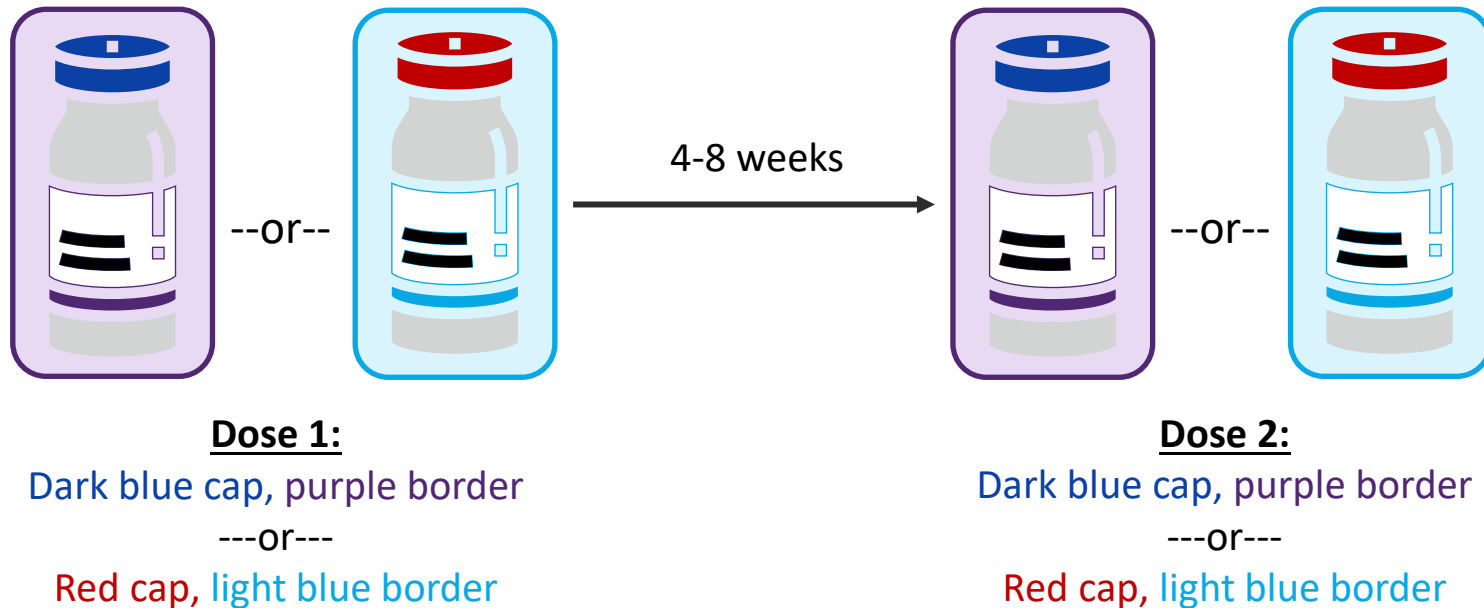 --or--
4-8 weeks
--or--
Dose 1:
Dark blue cap, purple border
---or---
Red cap, light blue border
Dose 2:
Dark blue cap, purple border
---or---
Red cap, light blue border